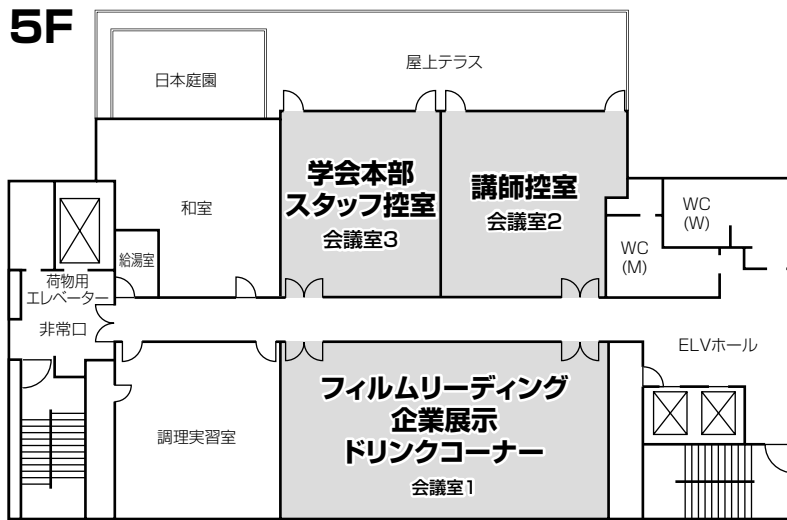 5F
日本庭園
屋上テラス
和室
給湯室
学会本部
スタッフ控室
会議室3
講師控室
会議室2
WC
(W)
WC
(M)
荷物用
エレベーター
非常口
ELVホール
調理実習室
フィルムリーディング
企業展示
ドリンクコーナー
会議室1